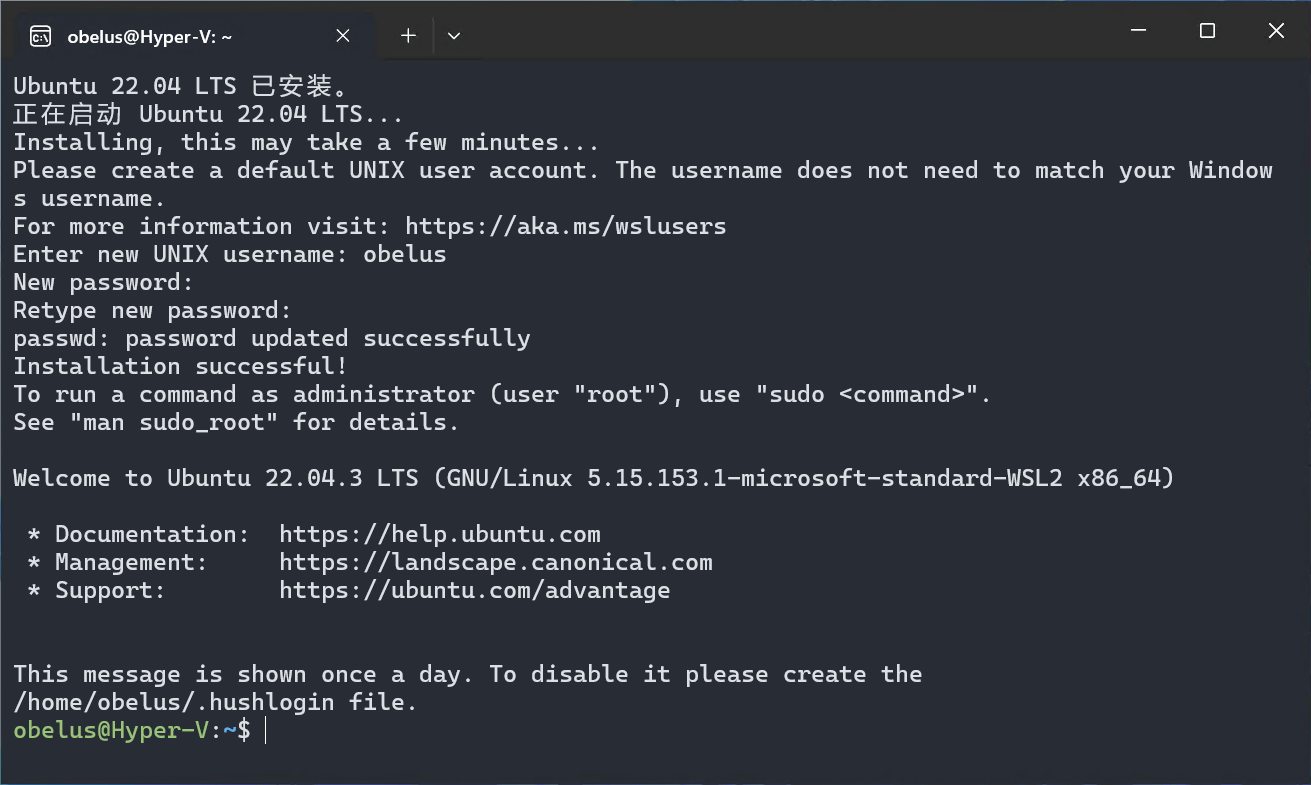 obelus@Hyper-V: ~
Ubuntu 22.04 LTS 已安装。
正在启动 Ubuntu 22.04 LTS...
Installing, this may take a few minutes...
Please create a default UNIX user account. The username does not need to match your Window
s username.
For more information visit: https://aka.ms/wslusers
Enter new UNIX username: obelus
New password:
Retype new password:
passwd: password updated successfully
Installation successful!
To run a command as administrator (user "root"), use "sudo <command>".
See "man sudo_root" for details.
Welcome to Ubuntu 22.04.3 LTS (GNU/Linux 5.15.153.1-microsoft-standard-WSL2 x86_64)
* Documentation:  https://help.ubuntu.com
* Management:     https://landscape.canonical.com
* Support:        https://ubuntu.com/advantage
This message is shown once a day. To disable it please create the
/home/obelus/.hushlogin file.
obelus@Hyper-V:~$